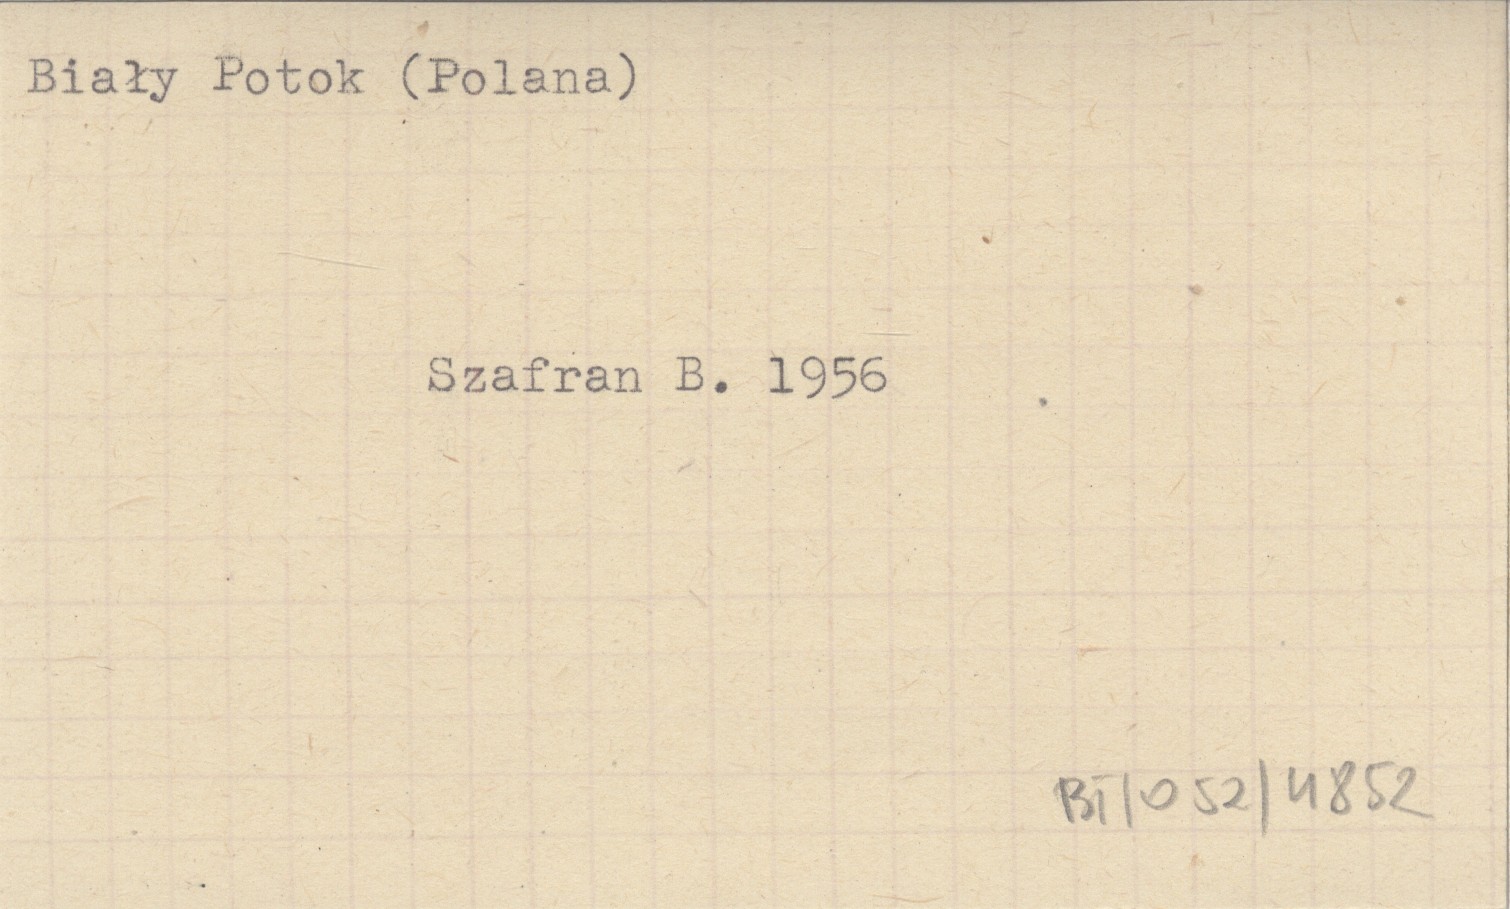 Biały Potok (Polana)
Szafran B. 1956
BI/052/4852